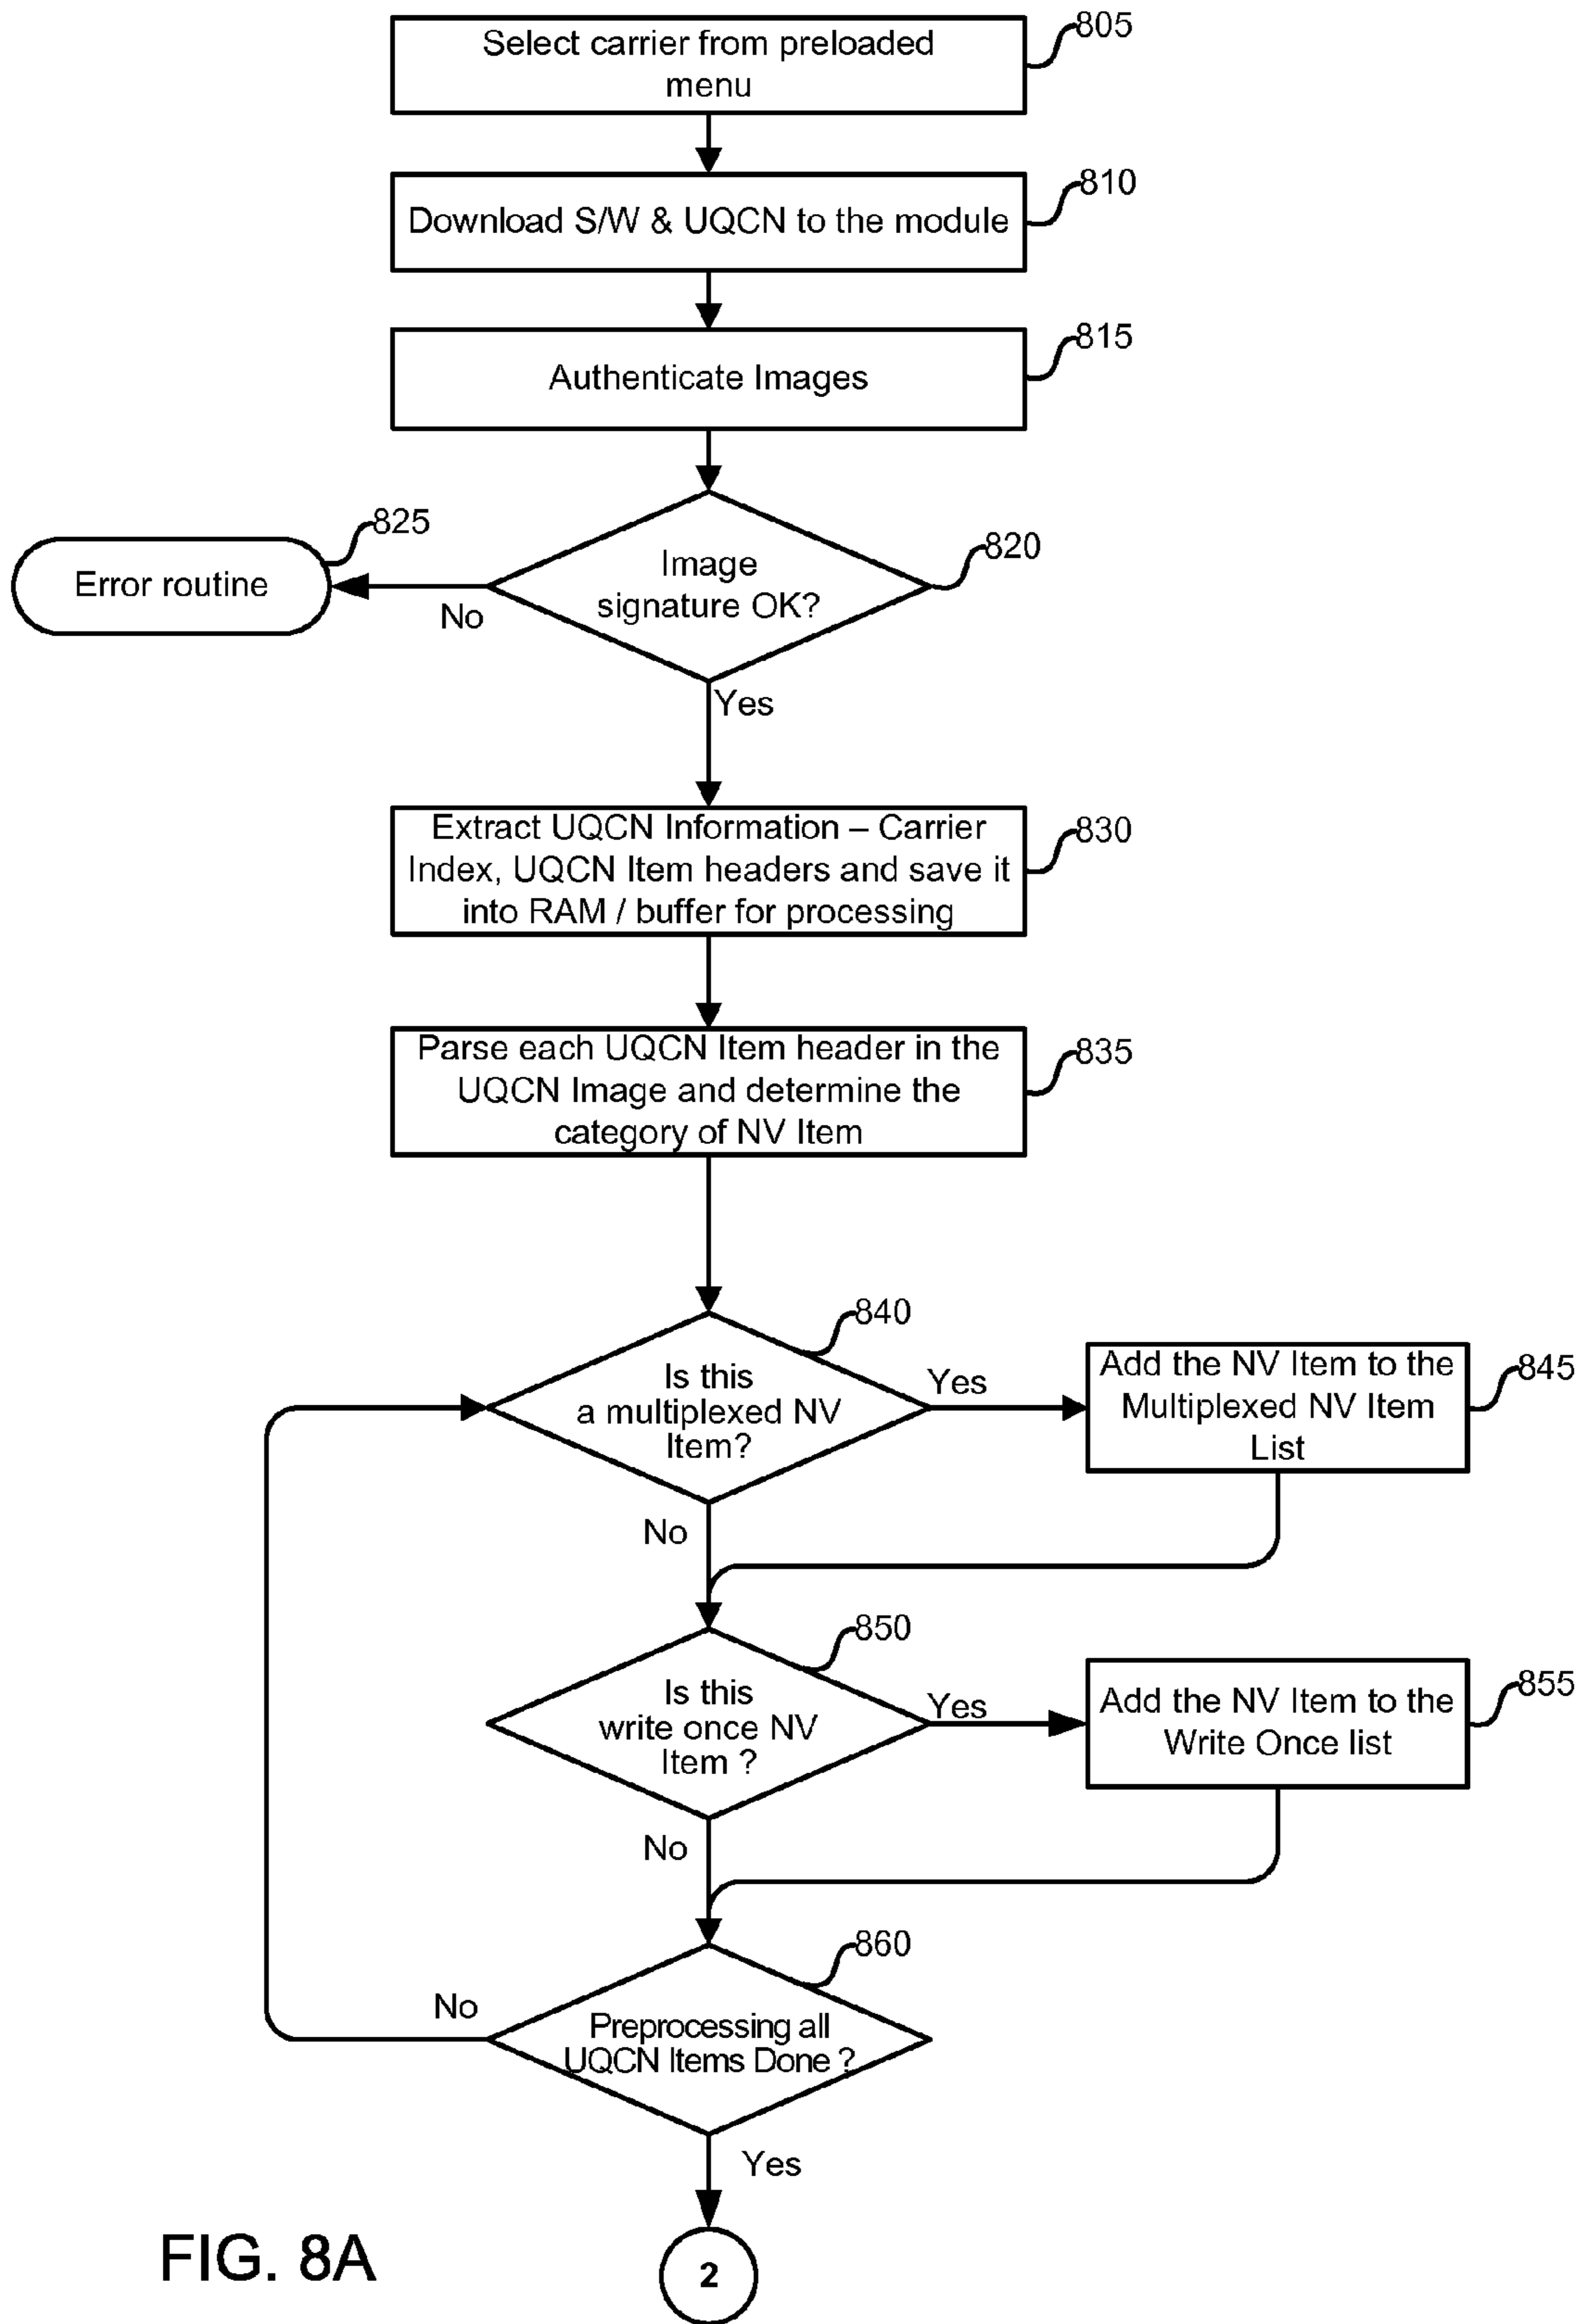 Select carrier from preloaded
menu
805
Download S/W & UQCN to the module
810
Authenticate Images
815
Image
signature OK?
820
No
Error routine
825
Yes
Extract UQCN Information – Carrier
Index, UQCN Item headers and save it
into RAM / buffer for processing
830
Parse each UQCN Item header in the
UQCN Image and determine the
category of NV Item
835
Is this
a multiplexed NV
Item?
840
Yes
Add the NV Item to the
Multiplexed NV Item
List
845
No
Is this
write once NV
Item ?
850
Yes
Add the NV Item to the
Write Once list
855
No
Preprocessing all
UQCN Items Done ?
860
No
Yes
2
FIG. 8A